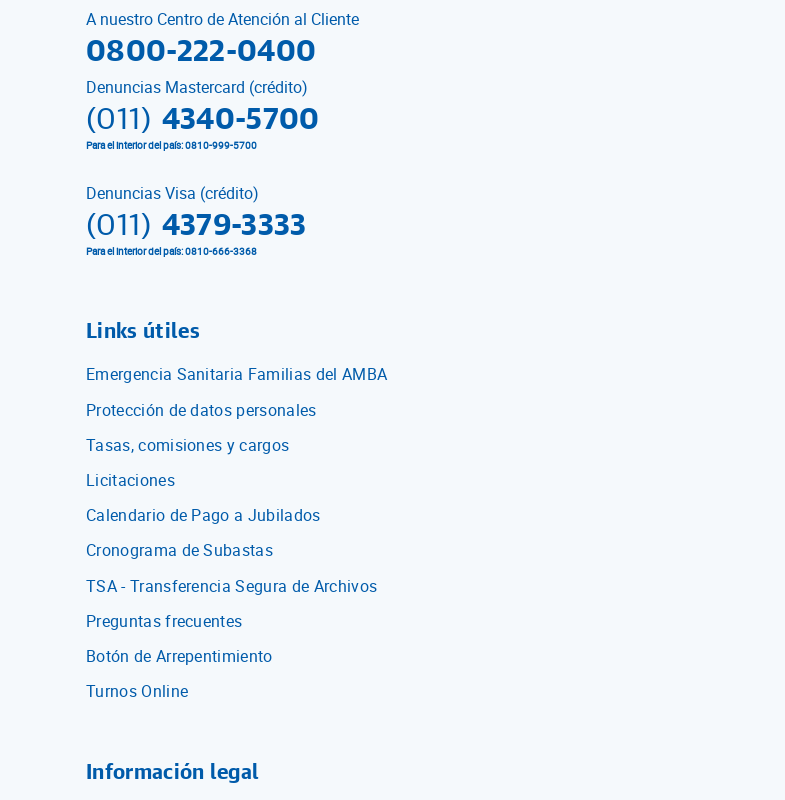 A nuestro Centro de Atención al Cliente
0800-222-0400
Denuncias Mastercard (crédito)
(011) 4340-5700
Para el interior del país: 0810-999-5700
Denuncias Visa (crédito)
(011) 4379-3333
Para el interior del país: 0810-666-3368
Links útiles
Emergencia Sanitaria Familias del AMBA
Protección de datos personales
Tasas, comisiones y cargos
Licitaciones
Calendario de Pago a Jubilados
Cronograma de Subastas
TSA - Transferencia Segura de Archivos
Preguntas frecuentes
Botón de Arrepentimiento
Turnos Online
Información legal